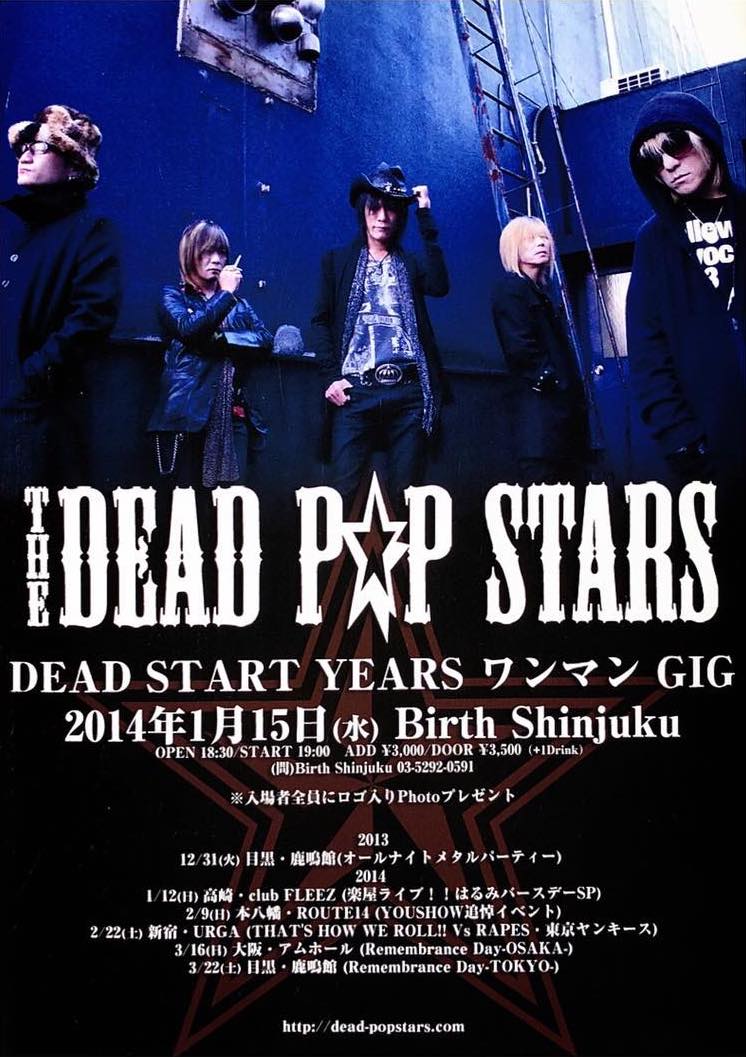 THE DEAD POP STARS
DEAD START YEARS ワンマン GIG
2014年1月15日(水) Birth Shinjuku
OPEN 18:30/START 19:00 ADD ¥3,000/DOOR ¥3,500 (+1Drink)
(問)Birth Shinjuku 03-5292-0591
※入場者全員にロゴ入りPhotoプレゼント
2013
12/31(火) 目黒・鹿鳴館(オールナイトメタルパーティー)
2014
1/12(日) 高崎・club FLEEZ (楽屋ライブ！！はるみバースデーSP)
2/9(日) 本八幡・ROUTE14 (YOUSHOW追悼イベント)
2/22(土) 新宿・URGA (THAT'S HOW WE ROLL!! Vs RAPES・東京ヤンキース)
3/16(日) 大阪・アムホール (Remembrance Day-OSAKA-)
3/22(土) 目黒・鹿鳴館 (Remembrance Day-TOKYO-)
http://dead-popstars.com